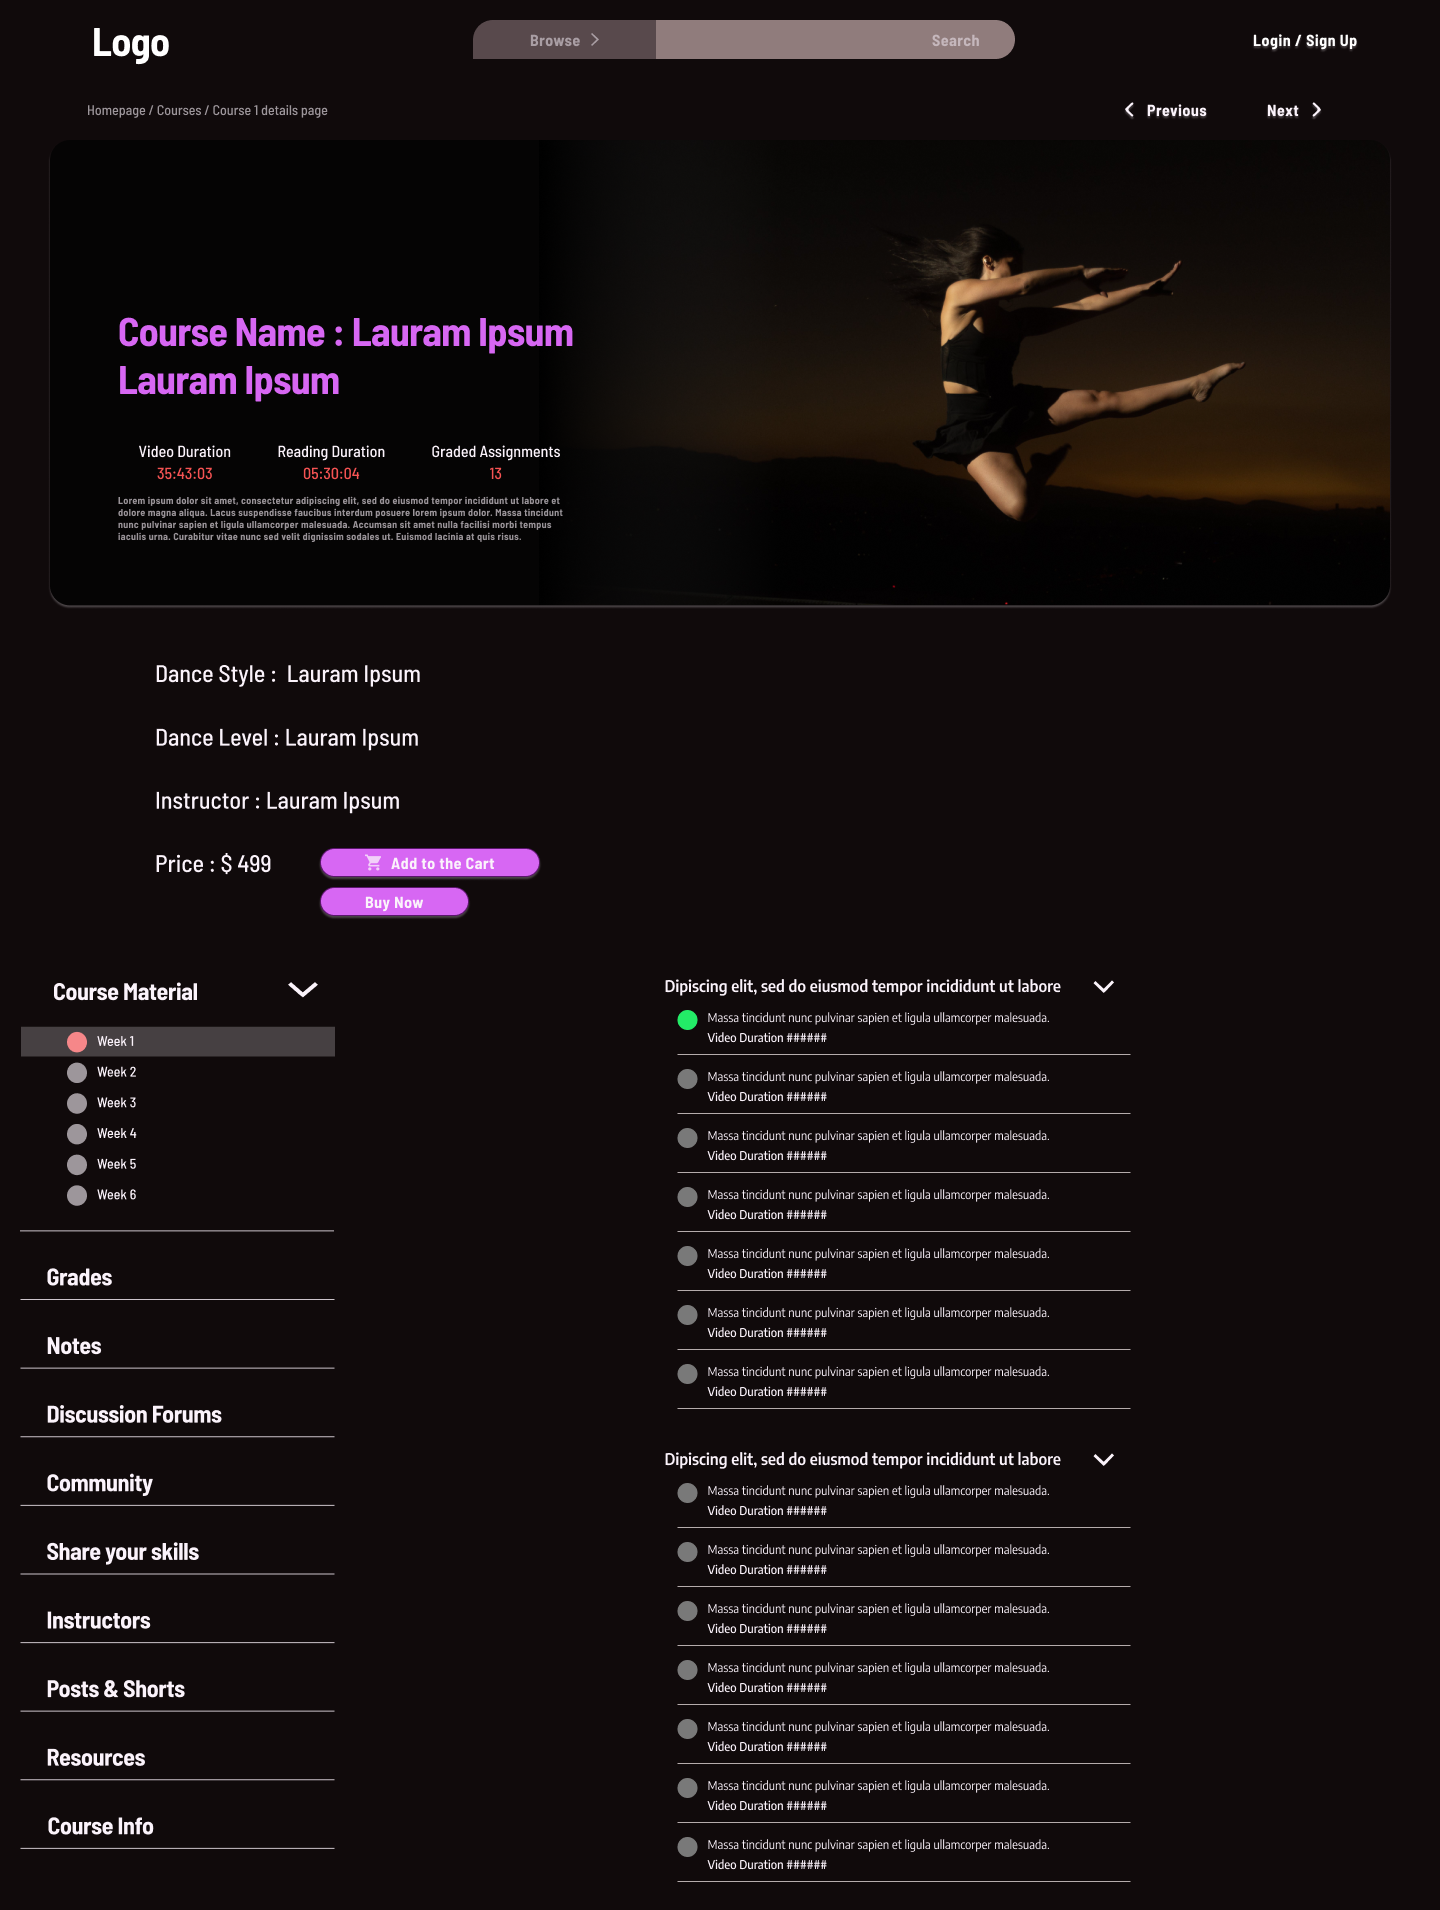 Logo
Browse
Search
Login / Sign Up
Homepage / Courses / Course 1 details page
Previous
Next
Course Name : Lauram Ipsum
Lauram Ipsum
Video Duration
35:43:03
Reading Duration
05:30:04
Graded Assignments
13
Lorem ipsum dolor sit amet, consectetur adipiscing elit, sed do eiusmod tempor incididunt ut labore et
dolore magna aliqua. Lacus suspendisse faucibus interdum posuere lorem ipsum dolor. Massa tincidunt
nunc pulvinar sapien et ligula ullamcorper malesuada. Accumsan sit amet nulla facilisi morbi tempus
iaculis urna. Curabitur vitae nunc sed velit dignissim sodales ut. Euismod lacinia at quis risus.
Dance Style :  Lauram Ipsum
Dance Level : Lauram Ipsum
Instructor : Lauram Ipsum
Price : $ 499
Add to the Cart
Buy Now
Course Material
Week 1
Week 2
Week 3
Week 4
Week 5
Week 6
Grades
Notes
Discussion Forums
Community
Share your skills
Instructors
Posts & Shorts
Resources
Course Info
Dipiscing elit, sed do eiusmod tempor incididunt ut labore
Massa tincidunt nunc pulvinar sapien et ligula ullamcorper malesuada.
Video Duration ######
Massa tincidunt nunc pulvinar sapien et ligula ullamcorper malesuada.
Video Duration ######
Massa tincidunt nunc pulvinar sapien et ligula ullamcorper malesuada.
Video Duration ######
Massa tincidunt nunc pulvinar sapien et ligula ullamcorper malesuada.
Video Duration ######
Massa tincidunt nunc pulvinar sapien et ligula ullamcorper malesuada.
Video Duration ######
Massa tincidunt nunc pulvinar sapien et ligula ullamcorper malesuada.
Video Duration ######
Massa tincidunt nunc pulvinar sapien et ligula ullamcorper malesuada.
Video Duration ######
Dipiscing elit, sed do eiusmod tempor incididunt ut labore
Massa tincidunt nunc pulvinar sapien et ligula ullamcorper malesuada.
Video Duration ######
Massa tincidunt nunc pulvinar sapien et ligula ullamcorper malesuada.
Video Duration ######
Massa tincidunt nunc pulvinar sapien et ligula ullamcorper malesuada.
Video Duration ######
Massa tincidunt nunc pulvinar sapien et ligula ullamcorper malesuada.
Video Duration ######
Massa tincidunt nunc pulvinar sapien et ligula ullamcorper malesuada.
Video Duration ######
Massa tincidunt nunc pulvinar sapien et ligula ullamcorper malesuada.
Video Duration ######
Massa tincidunt nunc pulvinar sapien et ligula ullamcorper malesuada.
Video Duration ######